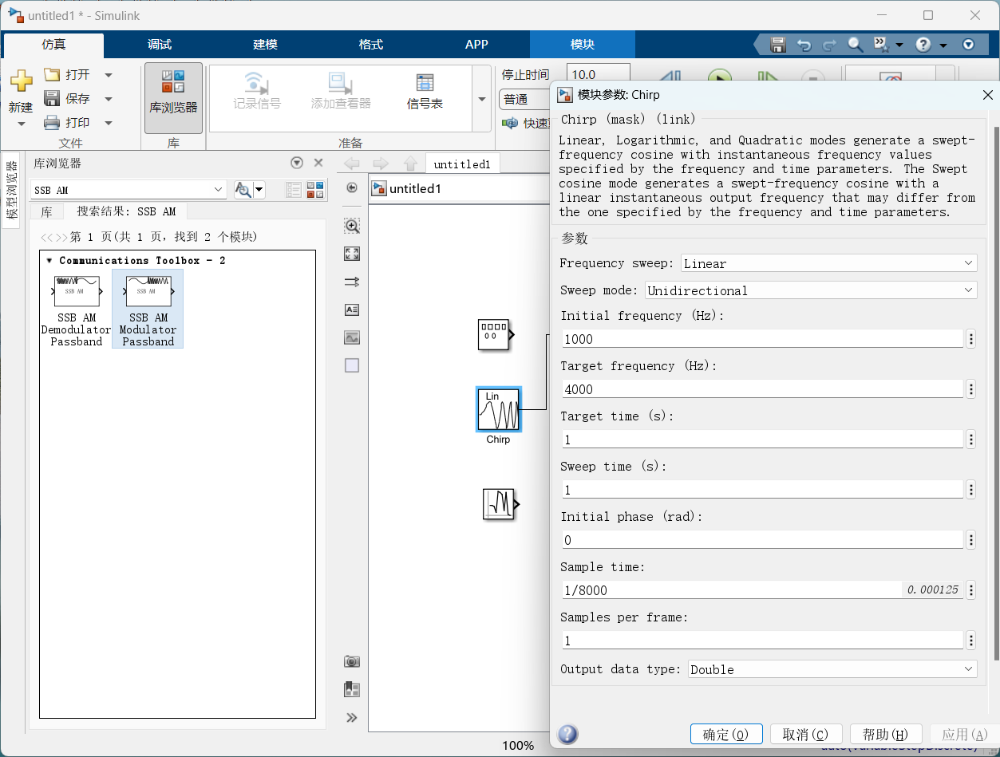 untitled1 * - Simulink
仿真
调试
建模
格式
APP
模块
新建
打开
保存
打印
文件
库浏览器
库
记录信号
添加查看器
信号表
准备
停止时间
10.0
普通
快速
模型浏览器
库浏览器
SSB AM
库
搜索结果: SSB AM
<< >> 第 1 页(共 1 页，找到 2 个模块)
▼ Communications Toolbox - 2
SSB AM
SSB AM
SSB AM
Demodulator
Passband
SSB AM
Modulator
Passband
untitled1
untitled1
Lin
Chirp
100%
模块参数: Chirp
Chirp (mask) (link)
Linear, Logarithmic, and Quadratic modes generate a swept-
frequency cosine with instantaneous frequency values
specified by the frequency and time parameters. The Swept
cosine mode generates a swept-frequency cosine with a
linear instantaneous output frequency that may differ from
the one specified by the frequency and time parameters.
参数
Frequency sweep: Linear
Sweep mode: Unidirectional
Initial frequency (Hz):
1000
Target frequency (Hz):
4000
Target time (s):
1
Sweep time (s):
1
Initial phase (rad):
0
Sample time:
1/8000 0.000125
Samples per frame:
1
Output data type: Double
确定(O) 取消(C) 帮助(H) 应用(A)